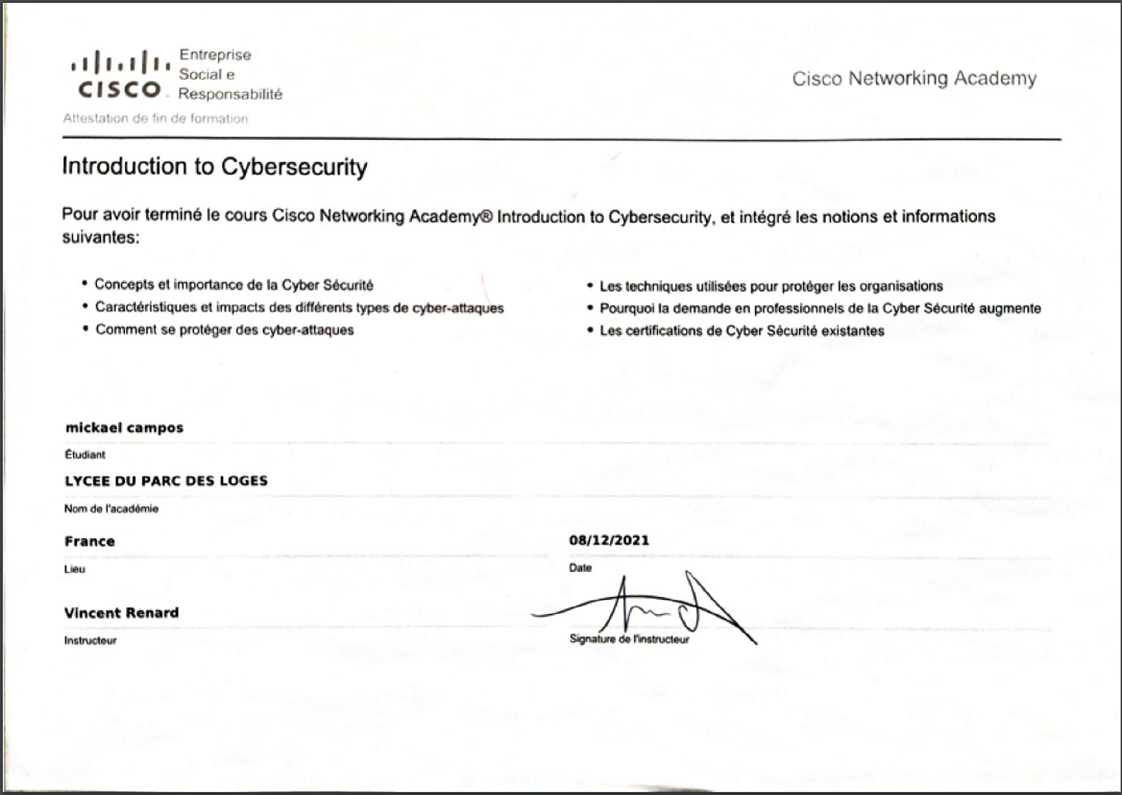 Entreprise
Social e
CISCO Responsabilité
Cisco Networking Academy
Attestation de fin de formation
Introduction to Cybersecurity
Pour avoir terminé le cours Cisco Networking Academy® Introduction to Cybersecurity, et intégré les notions et informations
suivantes:
• Concepts et importance de la Cyber Sécurité
• Caractéristiques et impacts des différents types de cyber-attaques
• Comment se protéger des cyber-attaques
• Les techniques utilisées pour protéger les organisations
• Pourquoi la demande en professionnels de la Cyber Sécurité augmente
• Les certifications de Cyber Sécurité existantes
mickael campos
Étudiant
LYCEE DU PARC DES LOGES
Nom de l'académie
France
Lieu
08/12/2021
Date
Vincent Renard
Instructeur
Signature de l'instructeur